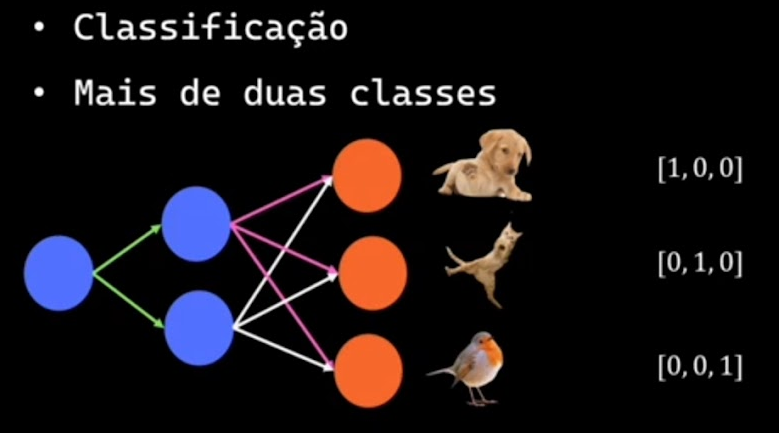 • Classificação
• Mais de duas classes
[1, 0, 0]
[0, 1, 0]
[0, 0, 1]